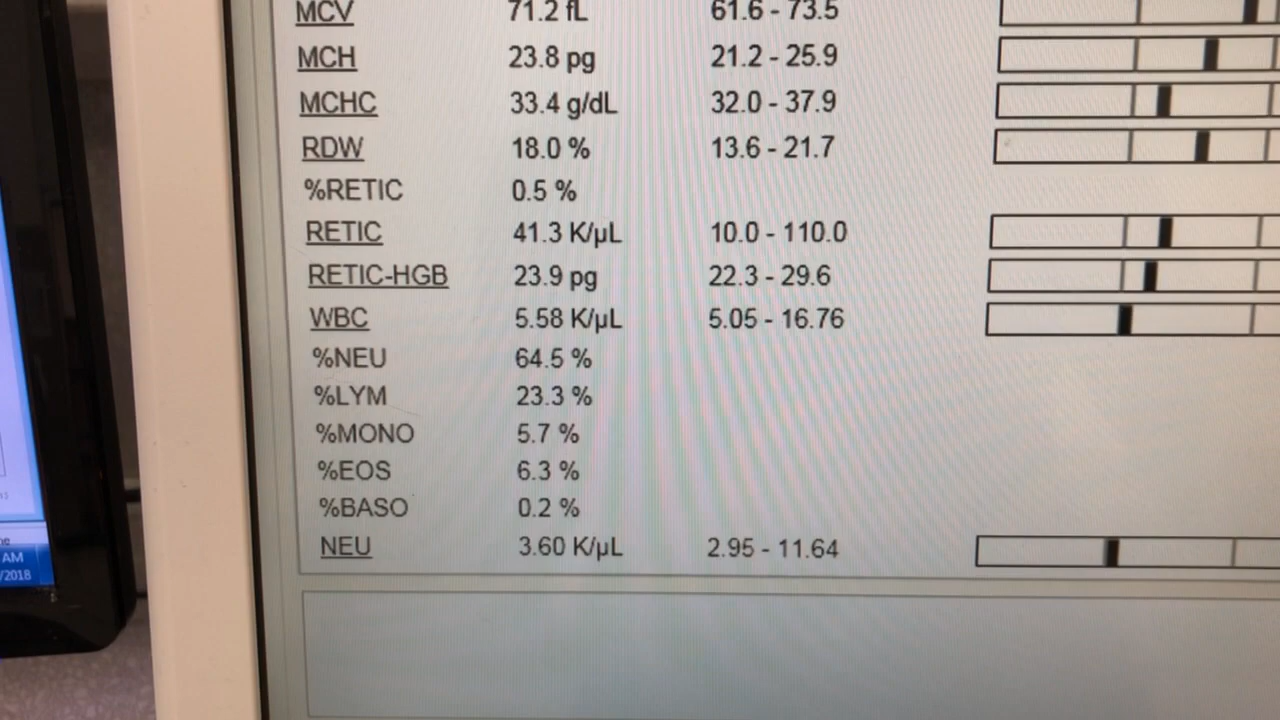 MCV 71.2 fL 61.6 - 73.5
MCH 23.8 pg 21.2 - 25.9
MCHC 33.4 g/dL 32.0 - 37.9
RDW 18.0 % 13.6 - 21.7
%RETIC 0.5 %
RETIC 41.3 K/µL 10.0 - 110.0
RETIC-HGB 23.9 pg 22.3 - 29.6
WBC 5.58 K/µL 5.05 - 16.76
%NEU 64.5 %
%LYM 23.3 %
%MONO 5.7 %
%EOS 6.3 %
%BASO 0.2 %
NEU 3.60 K/µL 2.95 - 11.64
AM
/2018